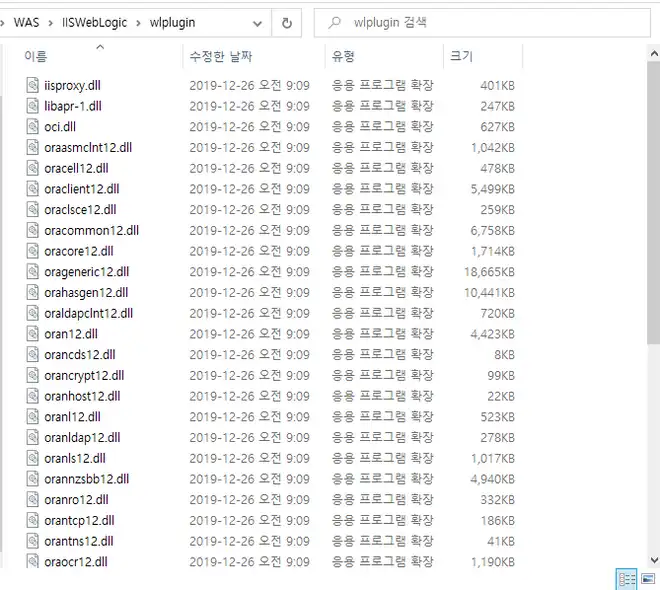 WAS > IISWebLogic > wlplugin wlplugin 검색
이름 수정한 날짜 유형 크기
iisproxy.dll 2019-12-26 오전 9:09 응용 프로그램 확장 401KB
libapr-1.dll 2019-12-26 오전 9:09 응용 프로그램 확장 247KB
oci.dll 2019-12-26 오전 9:09 응용 프로그램 확장 627KB
oraasmclnt12.dll 2019-12-26 오전 9:09 응용 프로그램 확장 1,042KB
oracell12.dll 2019-12-26 오전 9:09 응용 프로그램 확장 478KB
oraclient12.dll 2019-12-26 오전 9:09 응용 프로그램 확장 5,499KB
oraclsce12.dll 2019-12-26 오전 9:09 응용 프로그램 확장 259KB
oracommon12.dll 2019-12-26 오전 9:09 응용 프로그램 확장 6,758KB
oracore12.dll 2019-12-26 오전 9:09 응용 프로그램 확장 1,714KB
orageneric12.dll 2019-12-26 오전 9:09 응용 프로그램 확장 18,665KB
orahasgen12.dll 2019-12-26 오전 9:09 응용 프로그램 확장 10,441KB
oraldapclnt12.dll 2019-12-26 오전 9:09 응용 프로그램 확장 720KB
oran12.dll 2019-12-26 오전 9:09 응용 프로그램 확장 4,423KB
orancds12.dll 2019-12-26 오전 9:09 응용 프로그램 확장 8KB
orancrypt12.dll 2019-12-26 오전 9:09 응용 프로그램 확장 99KB
oranhost12.dll 2019-12-26 오전 9:09 응용 프로그램 확장 22KB
oranl12.dll 2019-12-26 오전 9:09 응용 프로그램 확장 523KB
oranldap12.dll 2019-12-26 오전 9:09 응용 프로그램 확장 278KB
oranls12.dll 2019-12-26 오전 9:09 응용 프로그램 확장 1,017KB
orannzsbb12.dll 2019-12-26 오전 9:09 응용 프로그램 확장 4,940KB
oranro12.dll 2019-12-26 오전 9:09 응용 프로그램 확장 332KB
orantcp12.dll 2019-12-26 오전 9:09 응용 프로그램 확장 186KB
orantns12.dll 2019-12-26 오전 9:09 응용 프로그램 확장 41KB
oraocr12.dll 2019-12-26 오전 9:09 응용 프로그램 확장 1,190KB